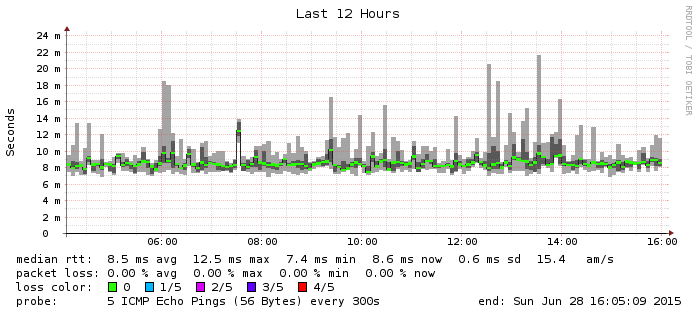 Last 12 Hours
RRDTOOL / TOBI OETIKER
Seconds
24 m
22 m
20 m
18 m
16 m
14 m
12 m
10 m
8 m
6 m
4 m
2 m
0
06:00 08:00 10:00 12:00 14:00 16:00
median rtt: 8.5 ms avg 12.5 ms max 7.4 ms min 8.6 ms now 0.6 ms sd 15.4 am/s
packet loss: 0.00 % avg 0.00 % max 0.00 % min 0.00 % now
loss color: 0 1/5 2/5 3/5 4/5
probe: 5 ICMP Echo Pings (56 Bytes) every 300s end: Sun Jun 28 16:05:09 2015